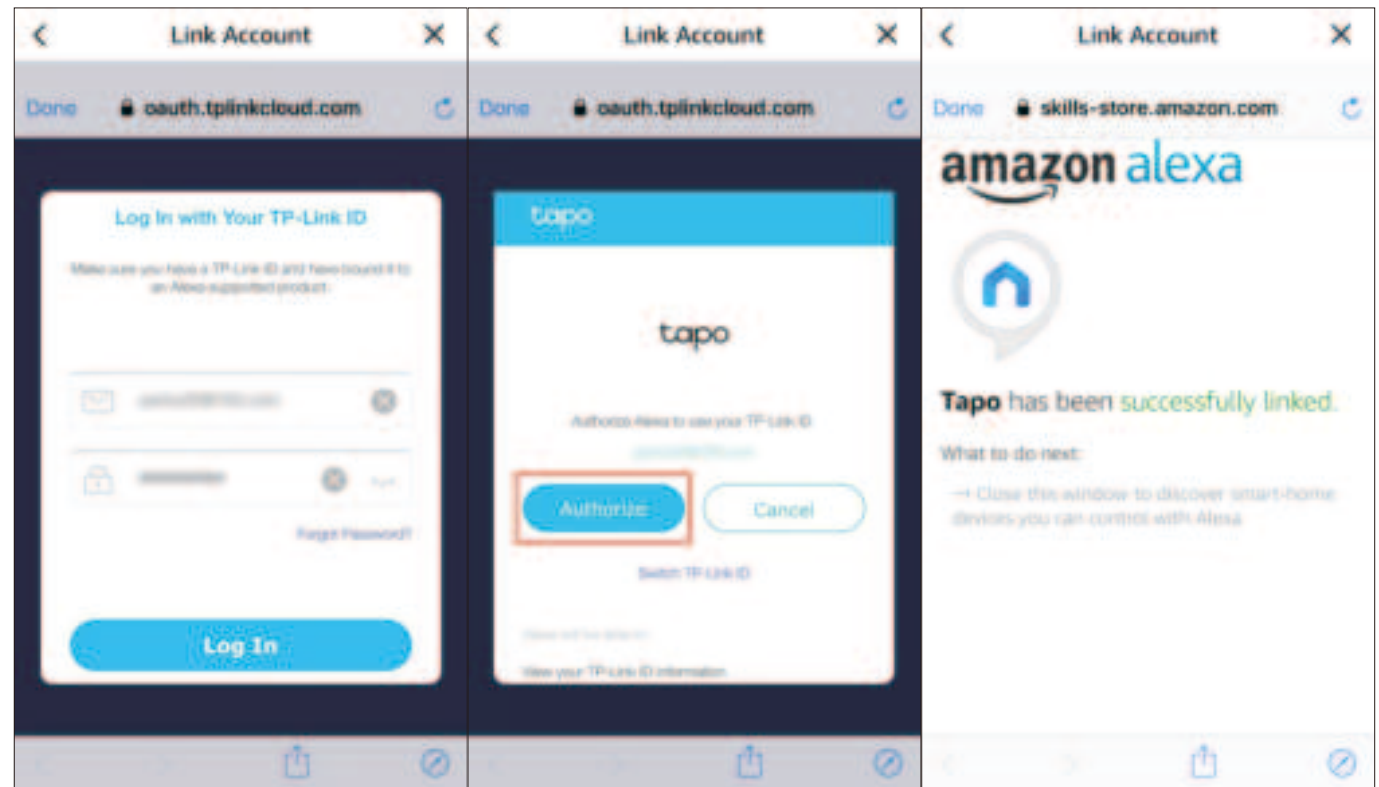 Link Account
Done oauth.tplinkcloud.com
Log In with Your TP-Link ID
Make sure you have a TP-Link ID and have bound it to
an Alexa-supported product
Forgot Password?
Log In
Link Account
Done oauth.tplinkcloud.com
tapo
tapo
Authorize Alexa to use your TP-Link ID
Authorize
Cancel
Switch TP-Link ID
View your TP-Link ID information
Link Account
Done skills-store.amazon.com
amazon alexa
Tapo has been successfully linked.
What to do next:
→ Close this window to discover smart-home
devices you can control with Alexa